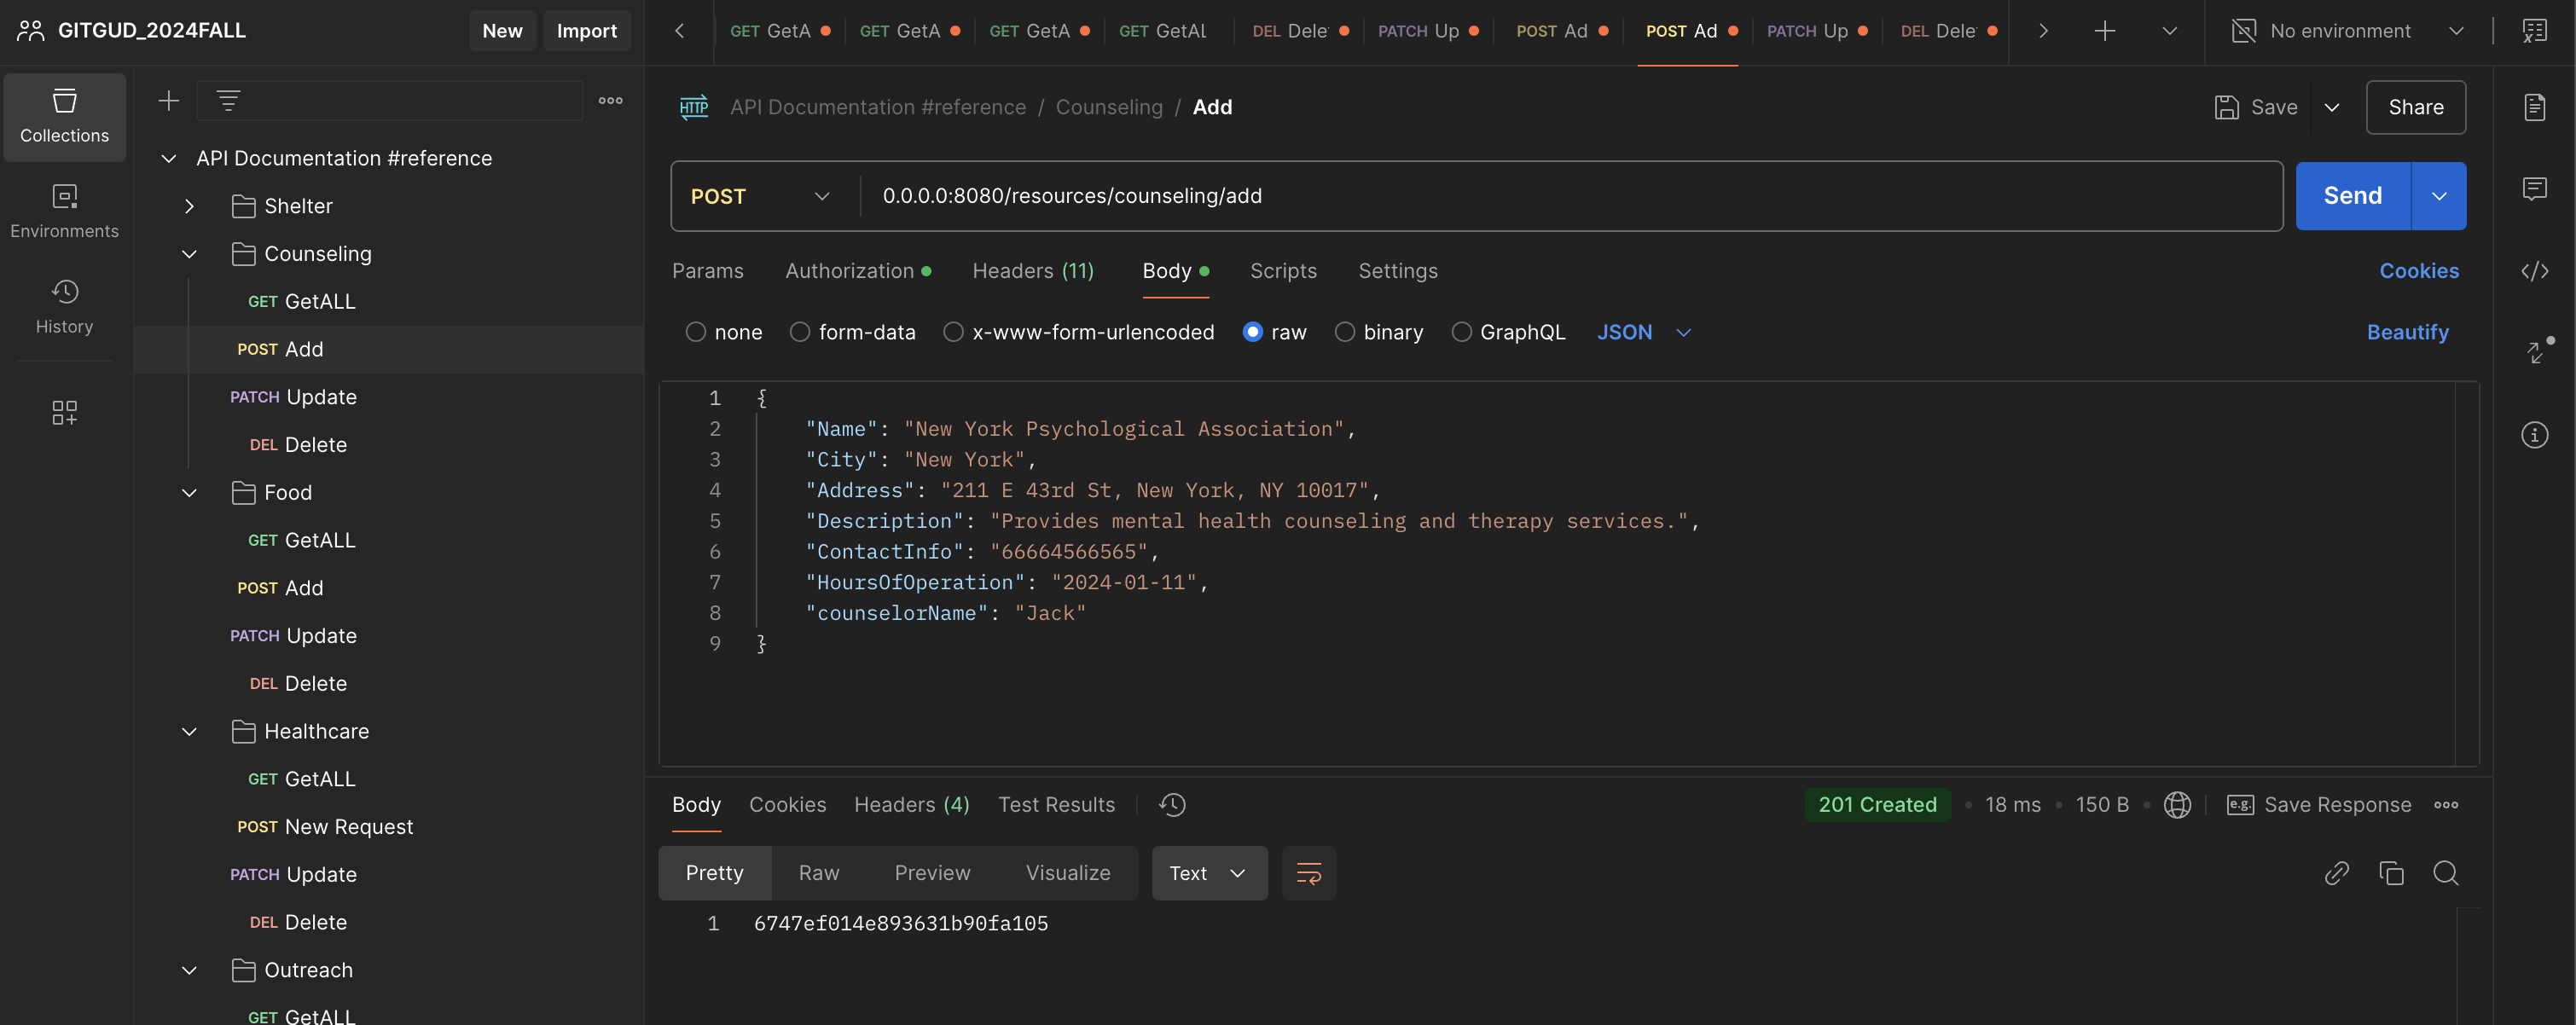 GITGUD_2024FALL
New
Import
GET GetA
GET GetA
GET GetA
GET GetAL
DEL Dele
PATCH Up
POST Ad
POST Ad
PATCH Up
DEL Dele
No environment
Collections
Environments
History
API Documentation #reference
Shelter
Counseling
GET GetALL
POST Add
PATCH Update
DEL Delete
Food
GET GetALL
POST Add
PATCH Update
DEL Delete
Healthcare
GET GetALL
POST New Request
PATCH Update
DEL Delete
Outreach
GET GetALL
HTTP API Documentation #reference / Counseling / Add
Save
Share
POST 0.0.0.0:8080/resources/counseling/add
Send
Params Authorization Headers (11) Body Scripts Settings Cookies
none form-data x-www-form-urlencoded raw binary GraphQL JSON Beautify
1 {
2 "Name": "New York Psychological Association",
3 "City": "New York",
4 "Address": "211 E 43rd St, New York, NY 10017",
5 "Description": "Provides mental health counseling and therapy services.",
6 "ContactInfo": "66664566565",
7 "HoursOfOperation": "2024-01-11",
8 "counselorName": "Jack"
9 }
Body Cookies Headers (4) Test Results
201 Created • 18 ms • 150 B • e.g. Save Response
Pretty Raw Preview Visualize Text
1 6747ef014e893631b90fa105